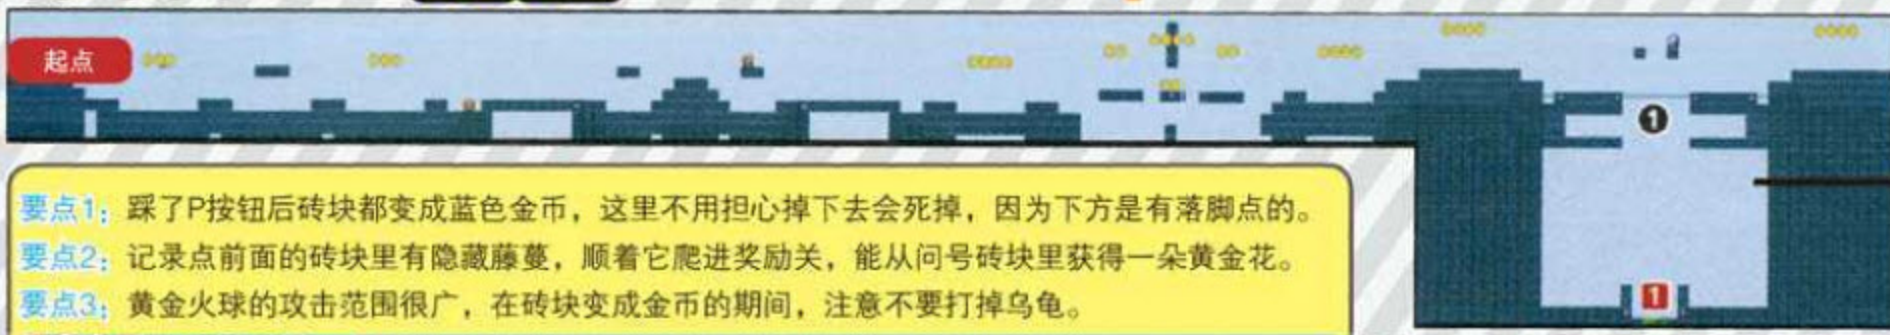 起点
1
要点1：踩了P按钮后砖块都变成蓝色金币，这里不用担心掉下去会死掉，因为下方是有落脚点的。
要点2：记录点前面的砖块里有隐藏藤蔓，顺着它爬进奖励关，能从问号砖块里获得一朵黄金花。
要点3：黄金火球的攻击范围很广，在砖块变成金币的期间，注意不要打掉乌龟。
1